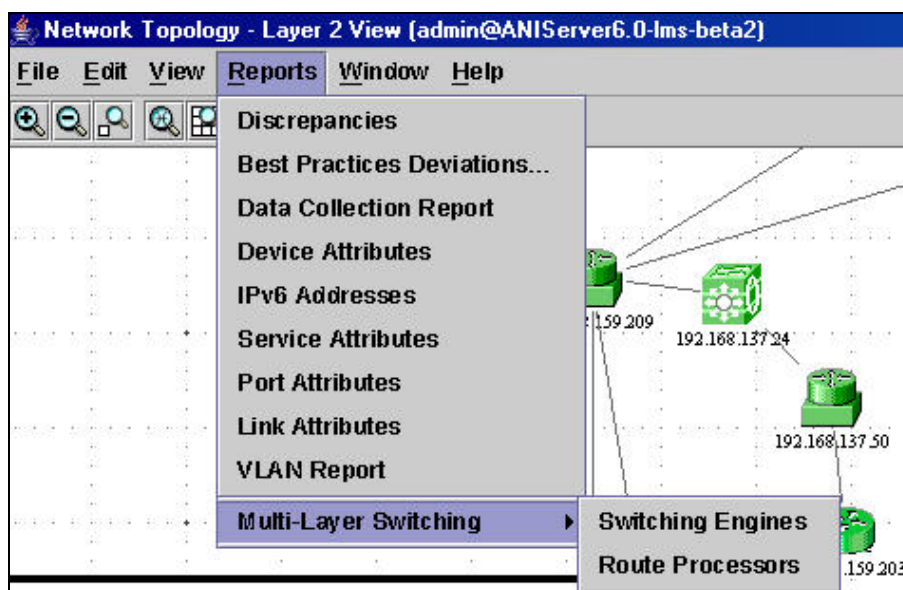 Network Topology - Layer 2 View (admin@ANIServer6.0-lms-beta2)
File Edit View Reports Window Help
Discrepancies
Best Practices Deviations...
Data Collection Report
Device Attributes
IPv6 Addresses
Service Attributes
Port Attributes
Link Attributes
VLAN Report
Multi-Layer Switching
Switching Engines
Route Processors
.159.209
192.168.137.24
192.168.137.50
.159.203